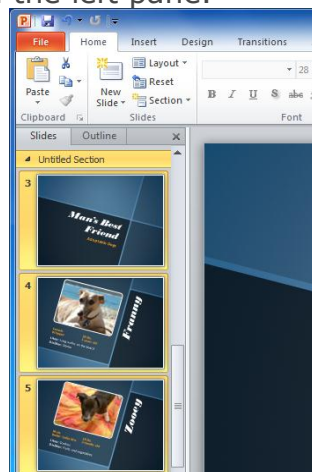 the left pane.
P
File Home Insert Design Transitions
Paste
New
Slide
Layout
Reset
Section
28
B I U S abc
Clipboard Slides Font
Slides Outline
Untitled Section
3
Man's Best
Friend
4
Franny
5
Zooey